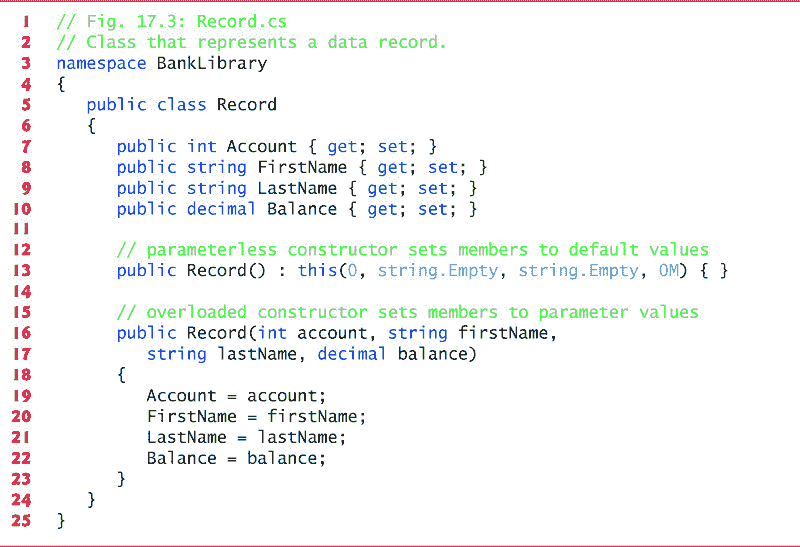 1 // Fig. 17.3: Record.cs
2 // Class that represents a data record.
3 namespace BankLibrary
4 {
5 public class Record
6 {
7 public int Account { get; set; }
8 public string FirstName { get; set; }
9 public string LastName { get; set; }
10 public decimal Balance { get; set; }
11
12 // parameterless constructor sets members to default values
13 public Record() : this(0, string.Empty, string.Empty, 0M) { }
14
15 // overloaded constructor sets members to parameter values
16 public Record(int account, string firstName,
17 string lastName, decimal balance)
18 {
19 Account = account;
20 FirstName = firstName;
21 LastName = lastName;
22 Balance = balance;
23 }
24 }
25 }